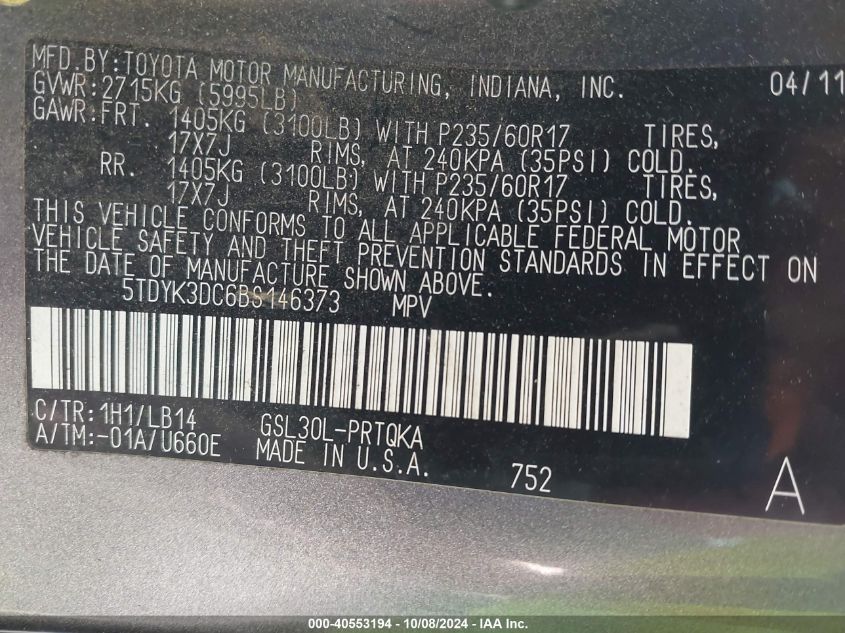 MFD.BY:TOYOTA MOTOR MANUFACTURING, INDIANA, INC. 04/11
GVWR:2715KG (5995LB)
GAWR:FRT. 1405KG (3100LB) WITH P235/60R17 TIRES,
17X7J RIMS, AT 240KPA (35PSI) COLD.
RR. 1405KG (3100LB) WITH P235/60R17 TIRES,
17X7J RIMS, AT 240KPA (35PSI) COLD.
THIS VEHICLE CONFORMS TO ALL APPLICABLE FEDERAL MOTOR
VEHICLE SAFETY AND THEFT PREVENTION STANDARDS IN EFFECT ON
THE DATE OF MANUFACTURE SHOWN ABOVE.
5TDYK3DC6BS146373 MPV
C/TR:1H1/LB14 GSL30L-PRTQKA
A/TM:-01A/U660E MADE IN U.S.A.
752 A
000-40553194 - 10/08/2024 - IAA Inc.